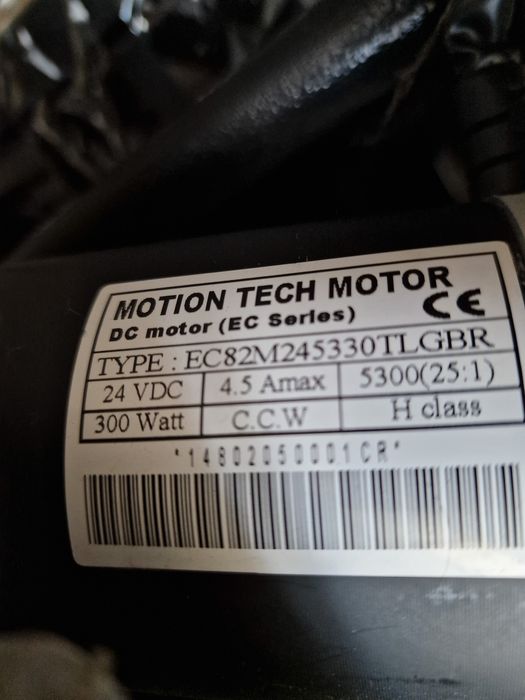 MOTION TECH MOTOR
DC motor (EC Series)
CE
TYPE : EC82M245330TLGBR
24 VDC 4.5 Amax 5300(25:1)
300 Watt C.C.W H class
*14802050001CR*